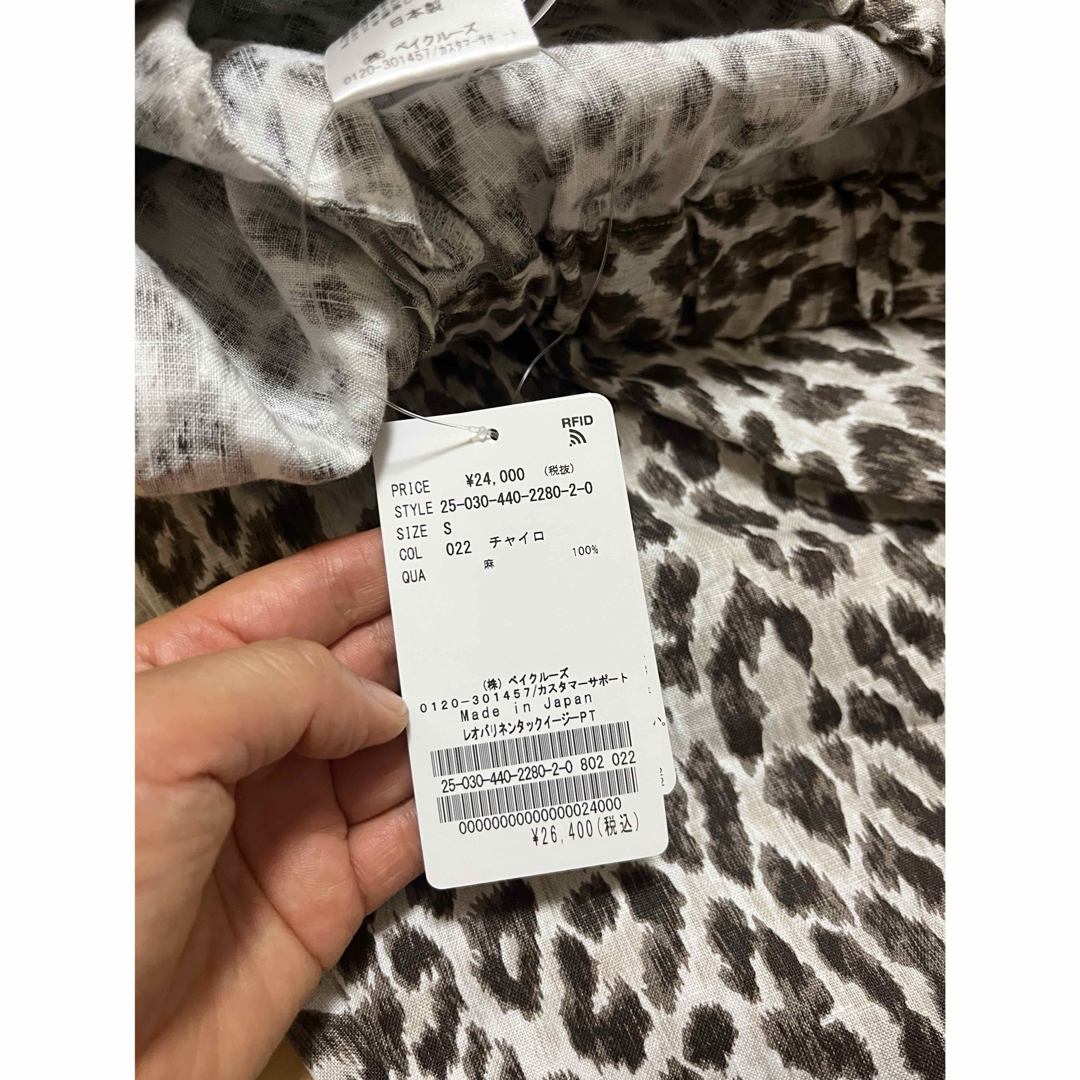 日本製
(株) ベイクルーズ
0120-301457/カスタマーサポート
RFID
PRICE ¥24,000 (税抜)
STYLE 25-030-440-2280-2-0
SIZE S
COL 022 チャイロ
QUA 麻 100%
(株) ベイクルーズ
0120-301457/カスタマーサポート
Made in Japan
レオパリネンタックイージーPT
25-030-440-2280-2-0 802 022
0000000000000024000
¥26,400(税込)